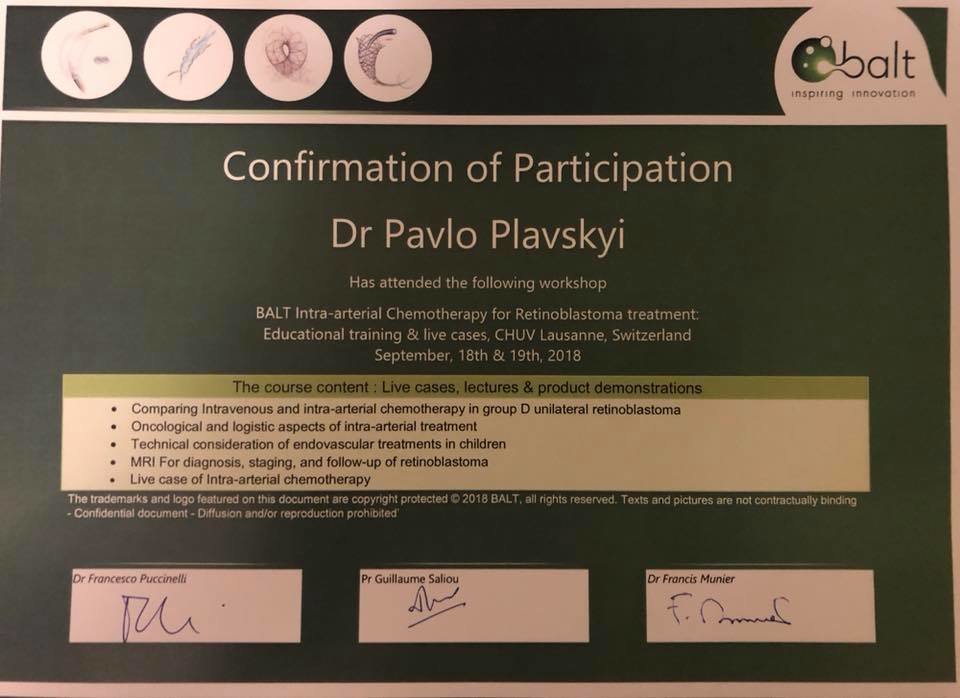 balt
inspiring innovation
Confirmation of Participation
Dr Pavlo Plavskyi
Has attended the following workshop
BALT Intra-arterial Chemotherapy for Retinoblastoma treatment:
Educational training & live cases, CHUV Lausanne, Switzerland
September, 18th & 19th, 2018
The course content : Live cases, lectures & product demonstrations
• Comparing Intravenous and intra-arterial chemotherapy in group D unilateral retinoblastoma
• Oncological and logistic aspects of intra-arterial treatment
• Technical consideration of endovascular treatments in children
• MRI For diagnosis, staging, and follow-up of retinoblastoma
• Live case of Intra-arterial chemotherapy
The trademarks and logo featured on this document are copyright protected © 2018 BALT, all rights reserved. Texts and pictures are not contractually binding
- Confidential document - Diffusion and/or reproduction prohibited'
Dr Francesco Puccinelli
Pr Guillaume Saliou
Dr Francis Munier